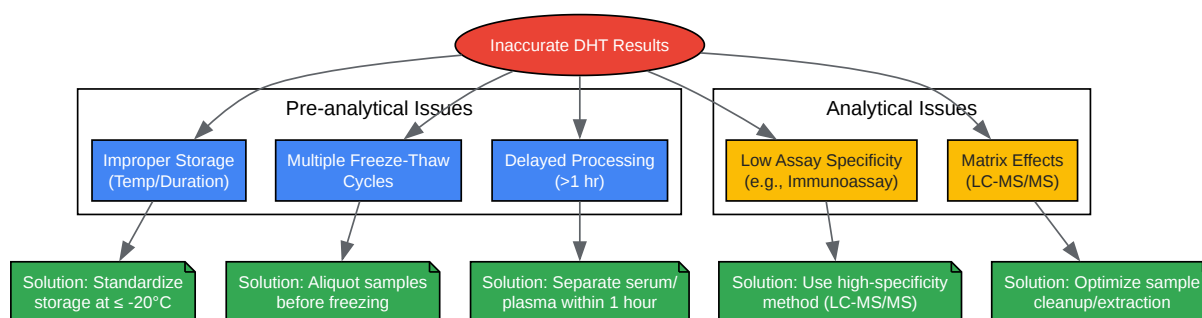 Inaccurate DHT Results
Pre-analytical Issues
Analytical Issues
Improper Storage
(Temp/Duration)
Multiple Freeze-Thaw
Cycles
Delayed Processing
(>1 hr)
Low Assay Specificity
(e.g., Immunoassay)
Matrix Effects
(LC-MS/MS)
Solution: Standardize
storage at ≤ -20°C
Solution: Aliquot samples
before freezing
Solution: Separate serum/
plasma within 1 hour
Solution: Use high-specificity
method (LC-MS/MS)
Solution: Optimize sample
cleanup/extraction